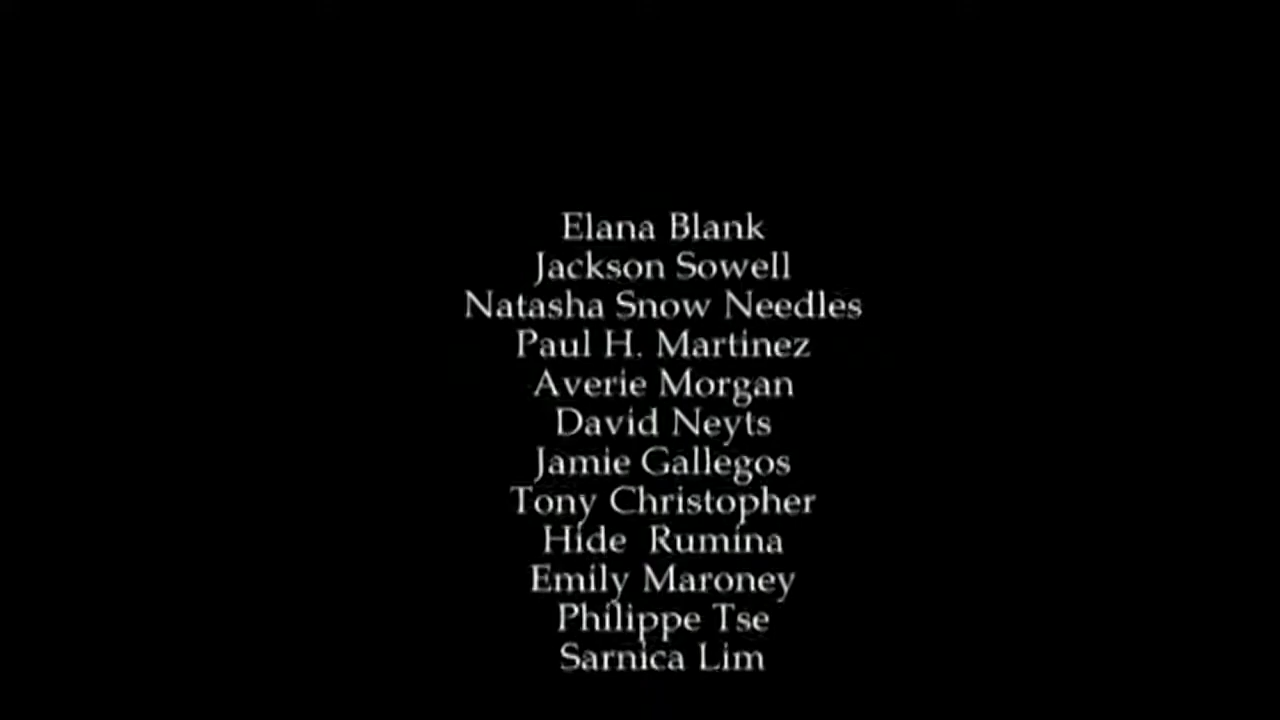 Elana Blank
Jackson Sowell
Natasha Snow Needles
Paul H. Martinez
Averie Morgan
David Neyts
Jamie Gallegos
Tony Christopher
Hide  Rumina
Emily Maroney
Philippe Tse
Sarnica Lim